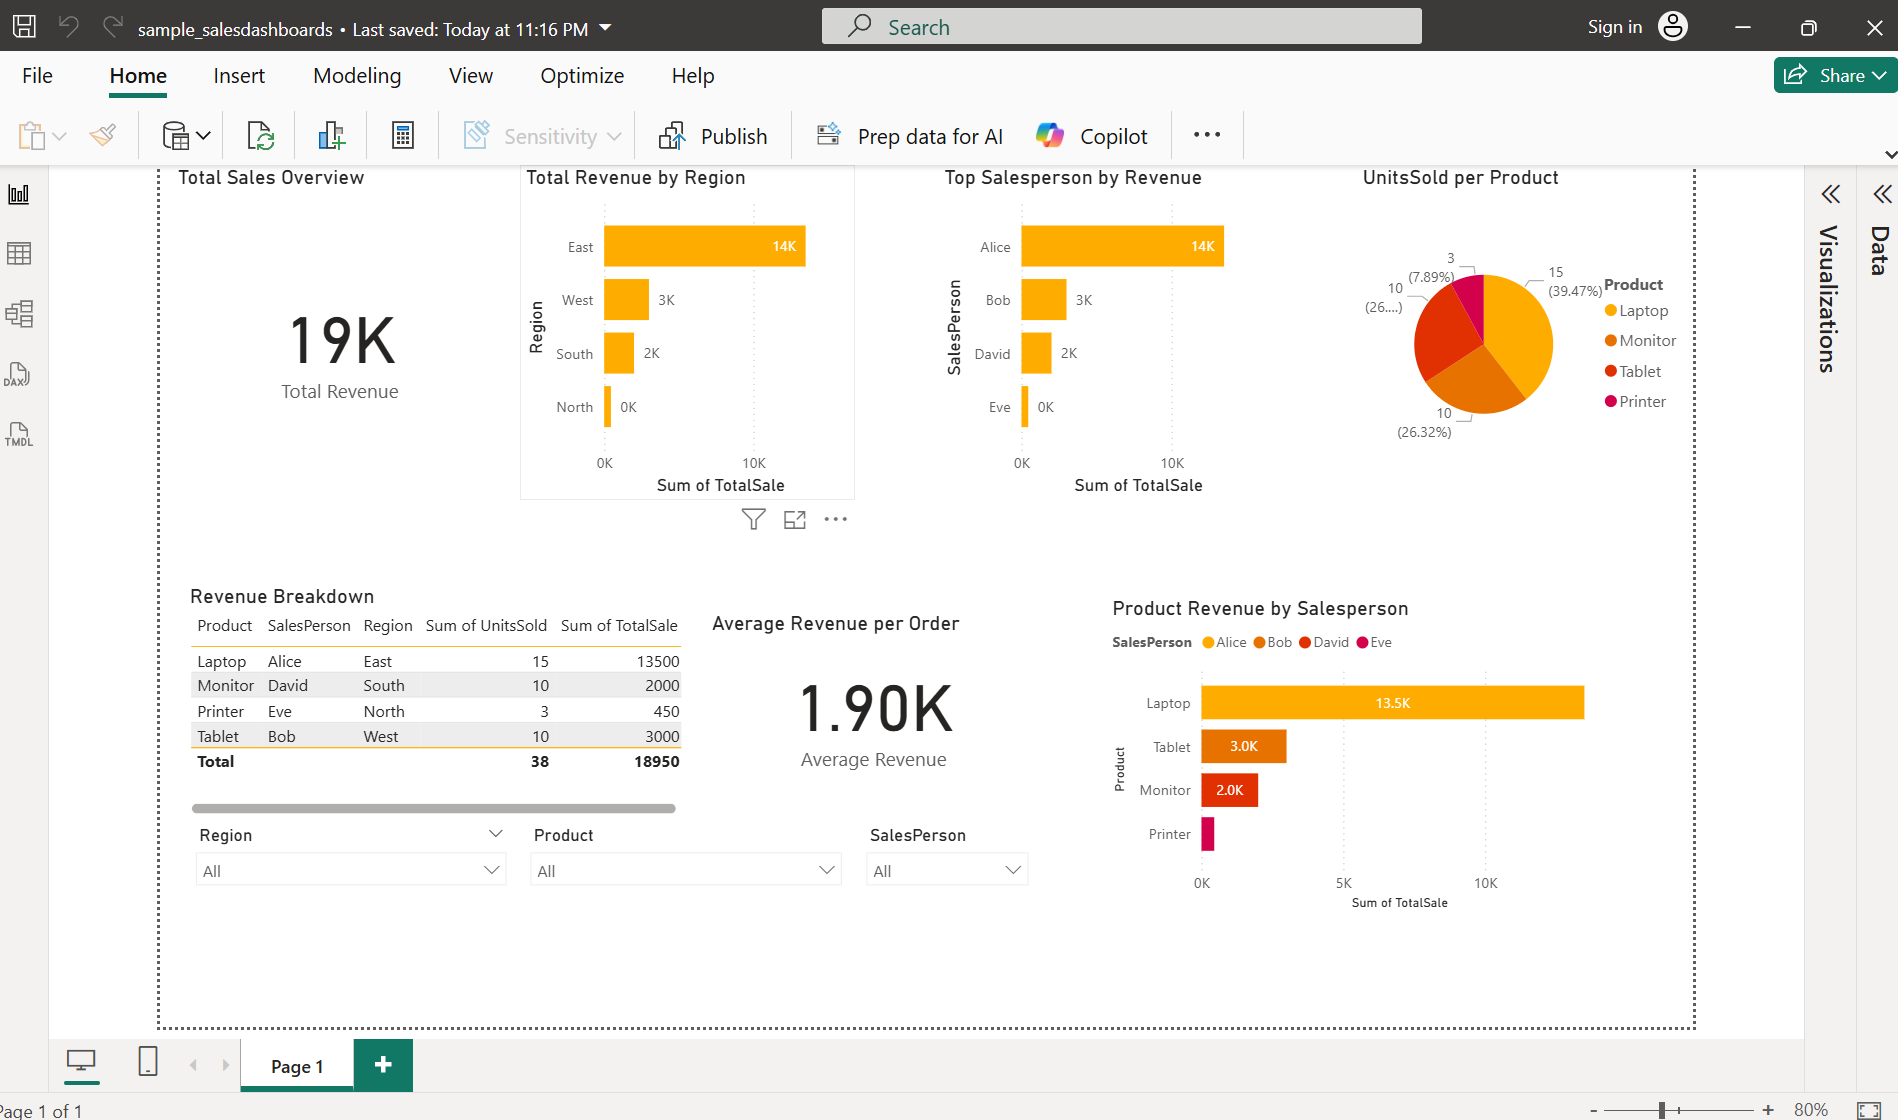 sample_salesdashboards • Last saved: Today at 11:16 PM
Search
Sign in
File Home Insert Modeling View Optimize Help
Share
Sensitivity
Publish
Prep data for AI
Copilot
Total Sales Overview
19K
Total Revenue
Total Revenue by Region
Region
East 14K
West 3K
South 2K
North 0K
0K 10K
Sum of TotalSale
Top Salesperson by Revenue
SalesPerson
Alice 14K
Bob 3K
David 2K
Eve 0K
0K 10K
Sum of TotalSale
UnitsSold per Product
3
(7.89%)
10
(26....)
15
(39.47%)
10
(26.32%)
Product
Laptop
Monitor
Tablet
Printer
Visualizations
Data
DAX
TMDL
Revenue Breakdown
Product SalesPerson Region Sum of UnitsSold Sum of TotalSale
Laptop Alice East 15 13500
Monitor David South 10 2000
Printer Eve North 3 450
Tablet Bob West 10 3000
Total 38 18950
Average Revenue per Order
1.90K
Average Revenue
Product Revenue by Salesperson
SalesPerson Alice Bob David Eve
Product
Laptop 13.5K
Tablet 3.0K
Monitor 2.0K
Printer
0K 5K 10K
Sum of TotalSale
Region
All
Product
All
SalesPerson
All
Page 1
+
Page 1 of 1
- + 80%